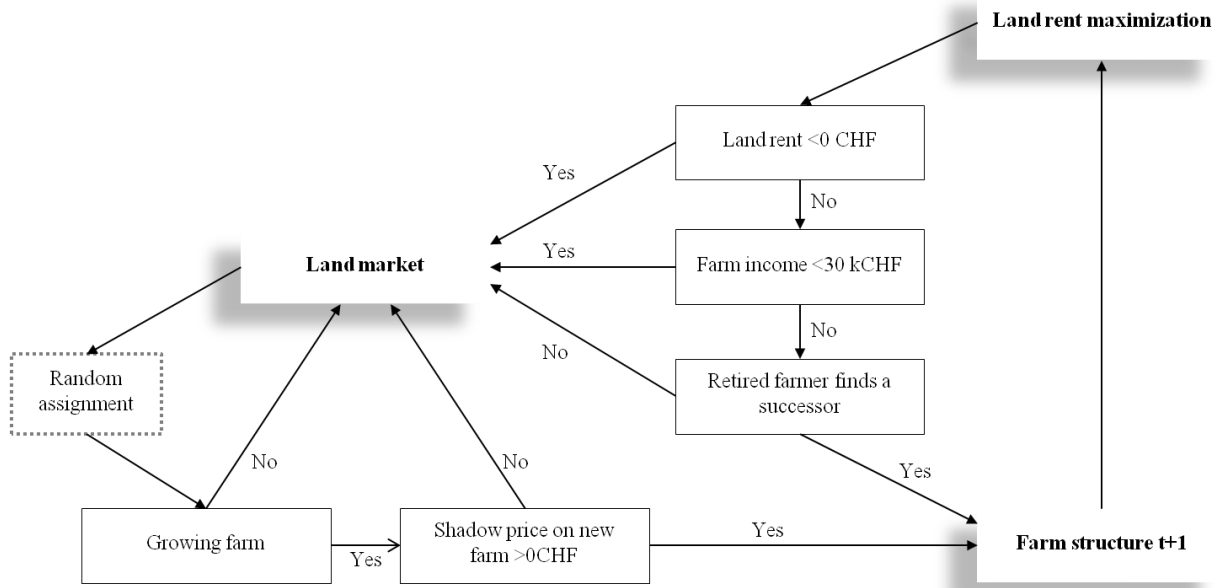 Land rent maximization
Land rent <0 CHF
Yes
No
Land market
Yes
Farm income <30 kCHF
No
No
Random
assignment
Retired farmer finds a
successor
No
No
Yes
Growing farm
Yes
Shadow price on new
farm >0CHF
Yes
Farm structure t+1